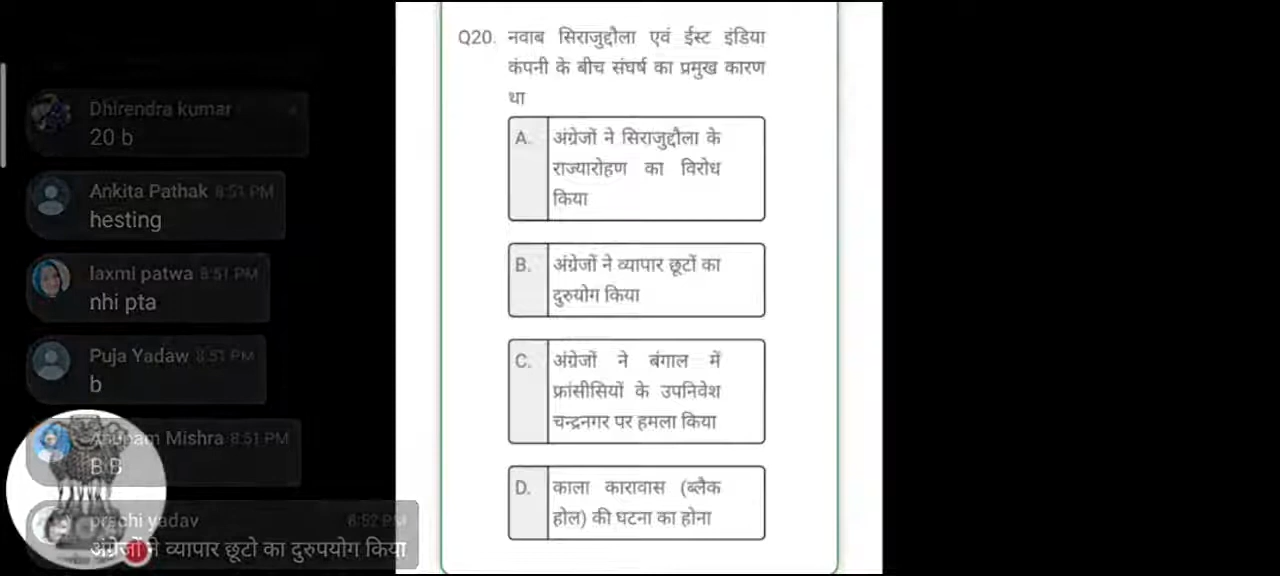 Dhirendra kumar
20 b
Ankita Pathak 8:51 PM
hesting
laxmi patwa 8:51 PM
nhi pta
Puja Yadaw 8:51 PM
b
Anupam Mishra 8:51 PM
B B
prachi yadav 8:52 PM
अंग्रेजों ने व्यापार छूटो का दुरुपयोग किया
Q20. नवाब सिराजुद्दौला एवं ईस्ट इंडिया
कंपनी के बीच संघर्ष का प्रमुख कारण
था
A. अंग्रेजों ने सिराजुद्दौला के
राज्यारोहण का विरोध
किया
B. अंग्रेजों ने व्यापार छूटों का
दुरुयोग किया
C. अंग्रेजों ने बंगाल में
फ्रांसीसियों के उपनिवेश
चन्द्रनगर पर हमला किया
D. काला कारावास (ब्लैक
होल) की घटना का होना